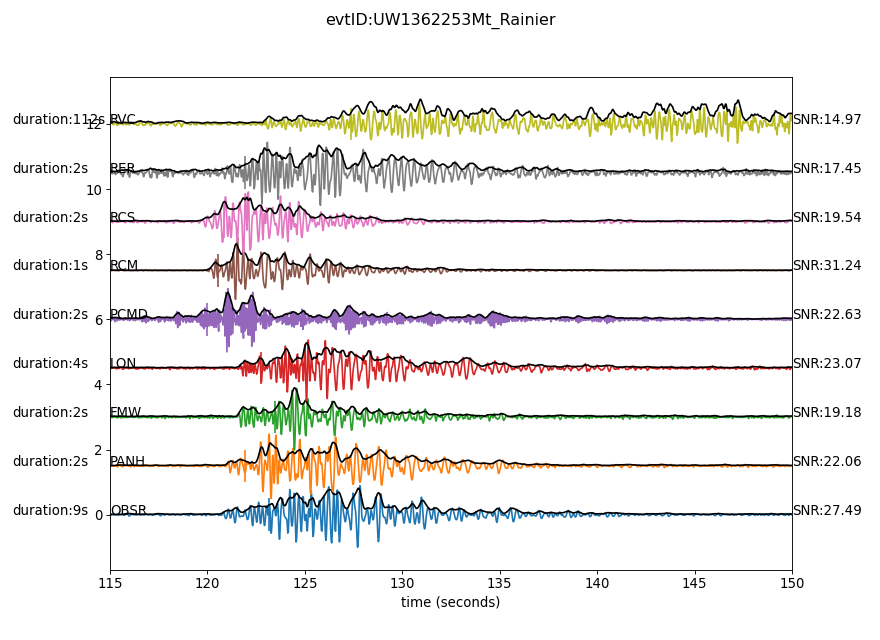 evtID:UW1362253Mt_Rainier
duration:112s RVC SNR:14.97
12
duration:2s RER SNR:17.45
10
duration:2s RCS SNR:19.54
8
duration:1s RCM SNR:31.24
duration:2s PCMD SNR:22.63
6
duration:4s LON SNR:23.07
4
duration:2s FMW SNR:19.18
2
duration:2s PANH SNR:22.06
duration:9s OBSR SNR:27.49
0
115 120 125 130 135 140 145 150
time (seconds)